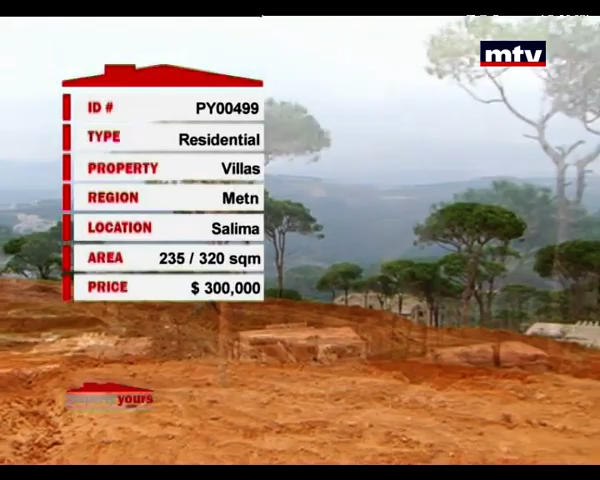 mtv
ID # PY00499
TYPE Residential
PROPERTY Villas
REGION Metn
LOCATION Salima
AREA 235 / 320 sqm
PRICE $ 300,000
yours